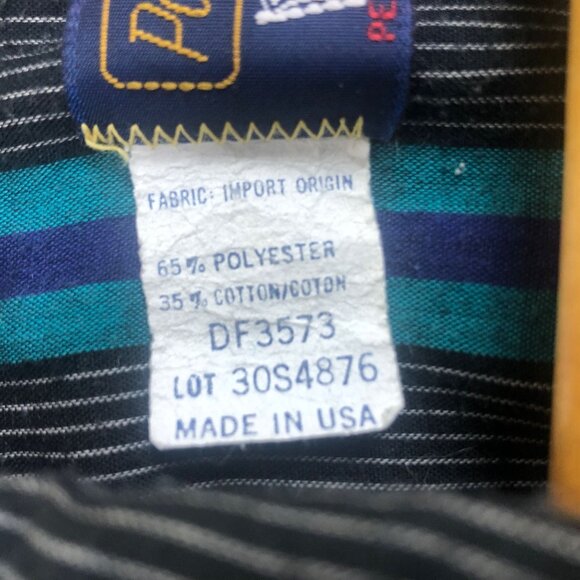 FABRIC: IMPORT ORIGIN
65% POLYESTER
35% COTTON/COTON
DF3573
LOT 30S4876
MADE IN USA